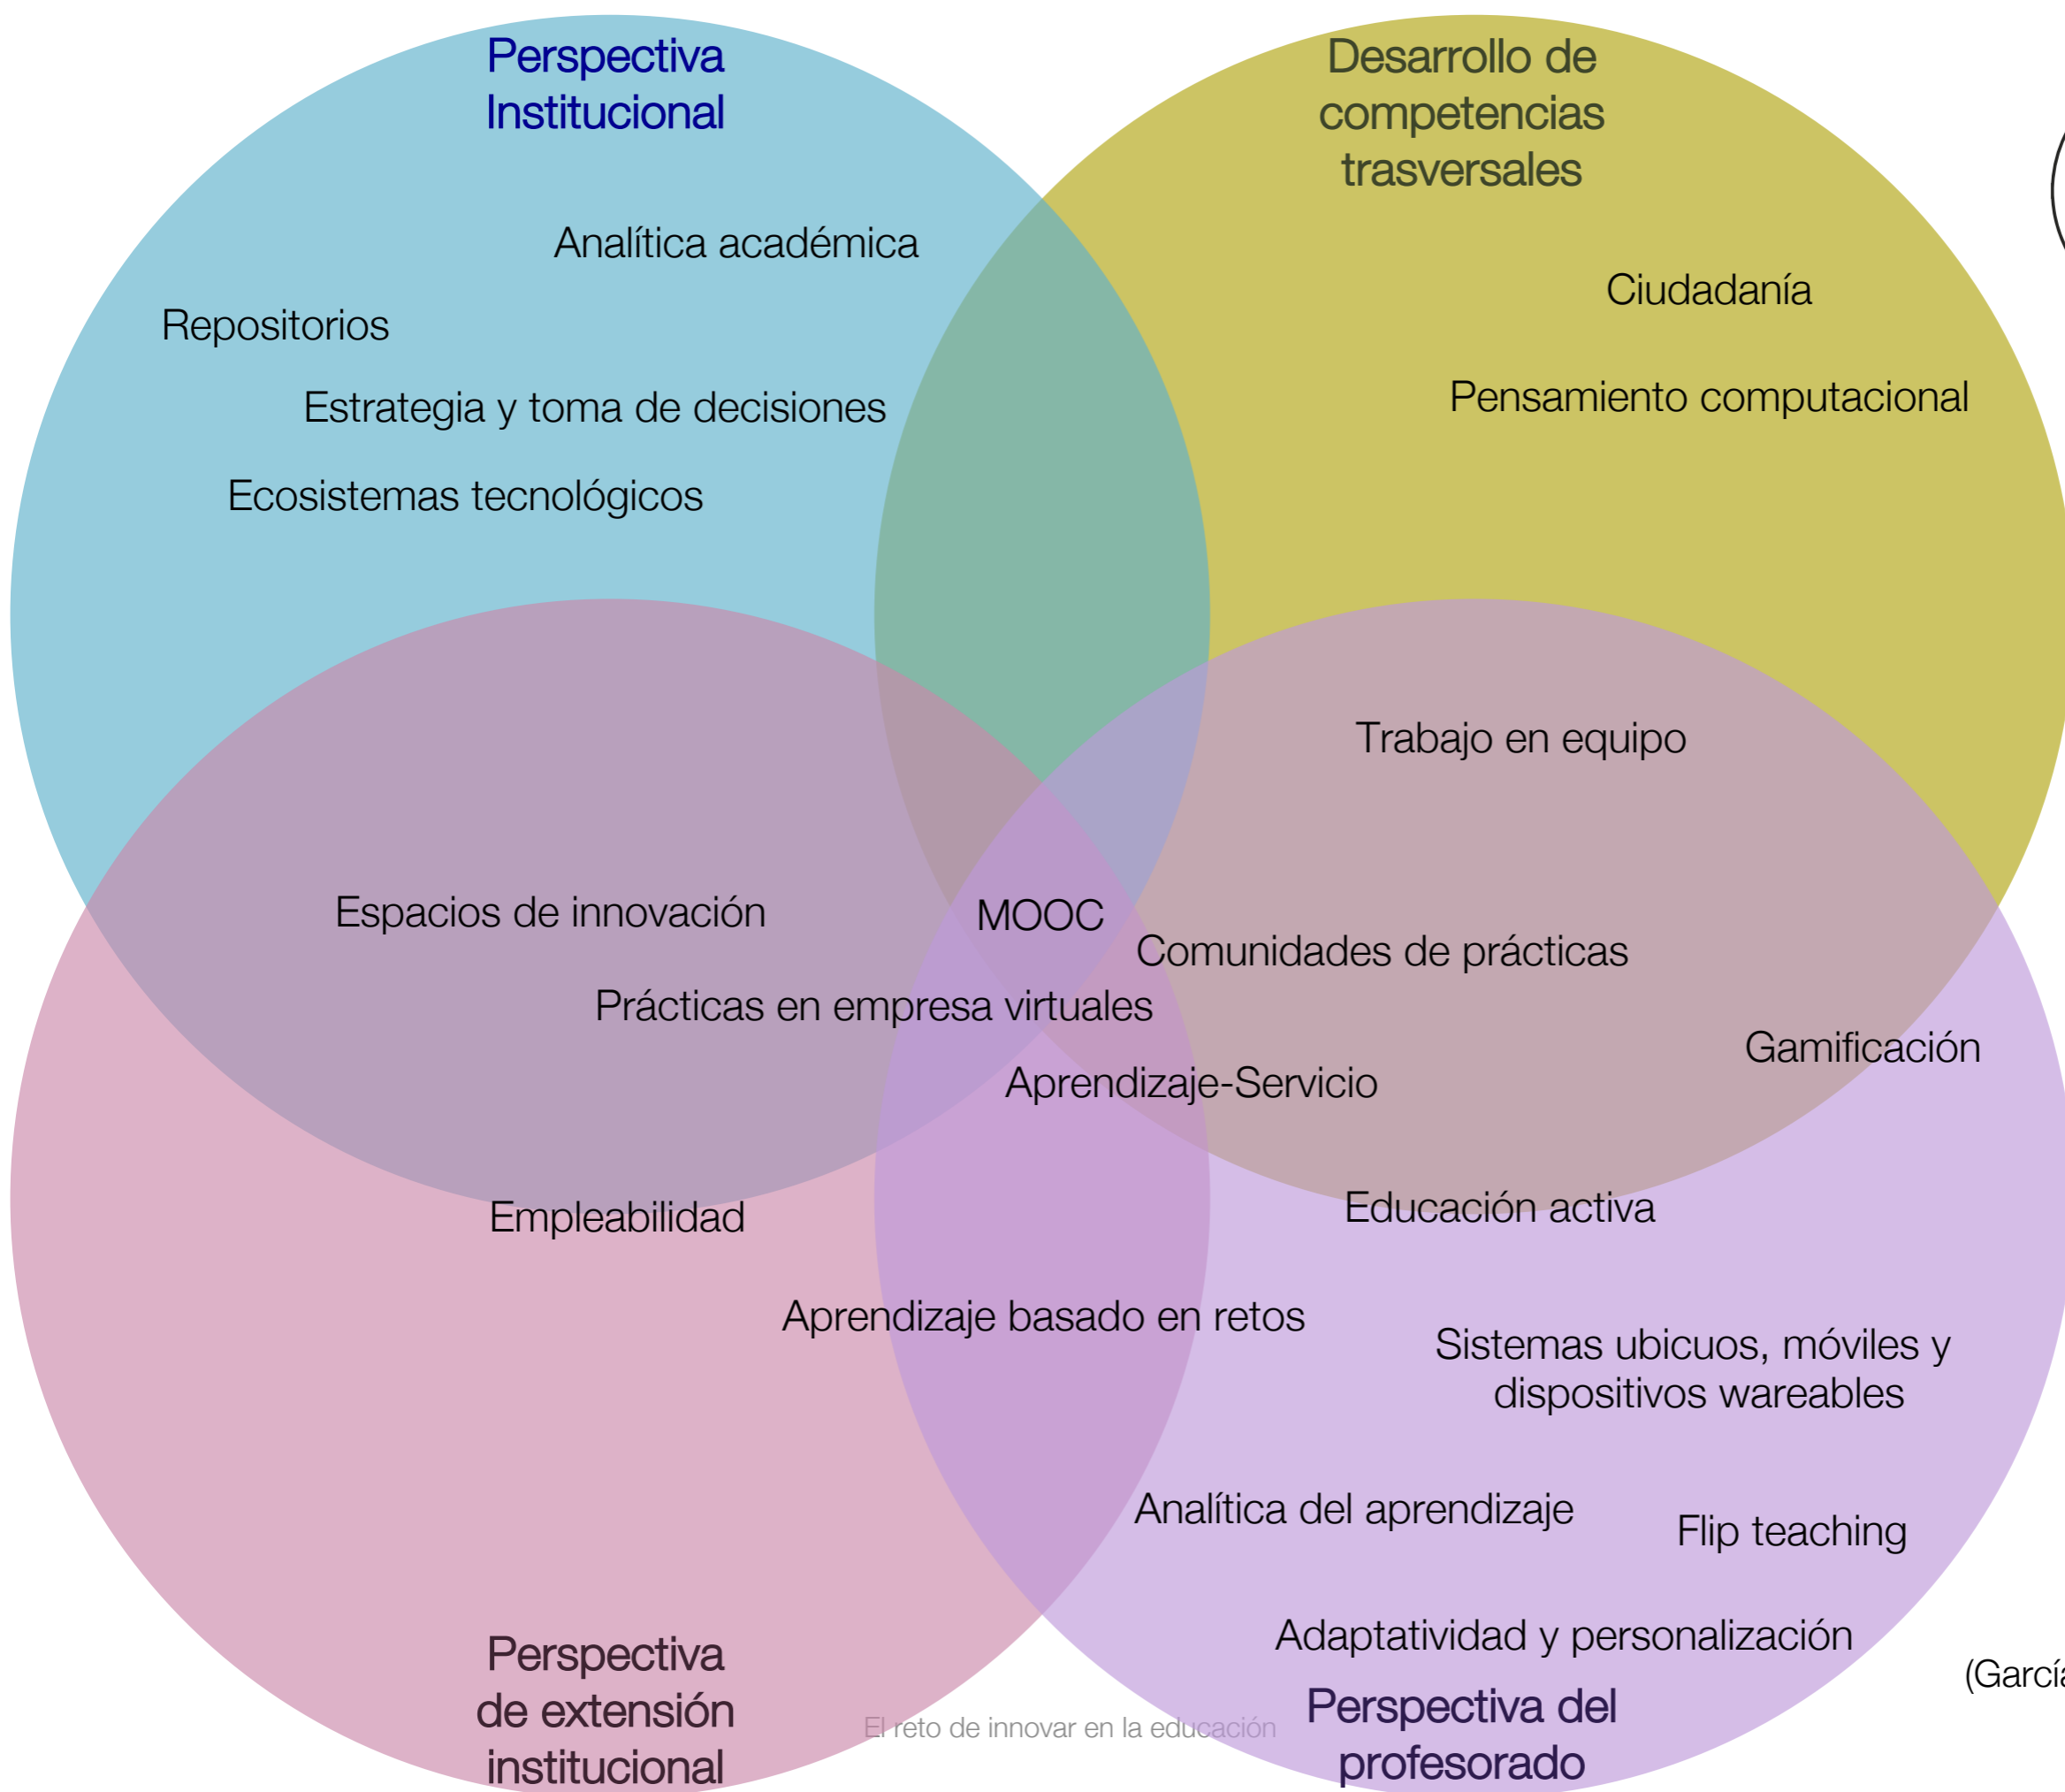 Perspectiva
Institucional
Desarrollo de
competencias
trasversales
Analítica académica
Ciudadanía
Repositorios
Pensamiento computacional
Estrategia y toma de decisiones
Ecosistemas tecnológicos
Trabajo en equipo
Espacios de innovación
MOOC
Comunidades de prácticas
Prácticas en empresa virtuales
Gamificación
Aprendizaje-Servicio
Educación activa
Empleabilidad
Aprendizaje basado en retos
Sistemas ubicuos, móviles y
dispositivos wareables
Analítica del aprendizaje
Flip teaching
Adaptatividad y personalización
Perspectiva
de extensión
institucional
(García
El reto de innovar en la educación
Perspectiva del
profesorado